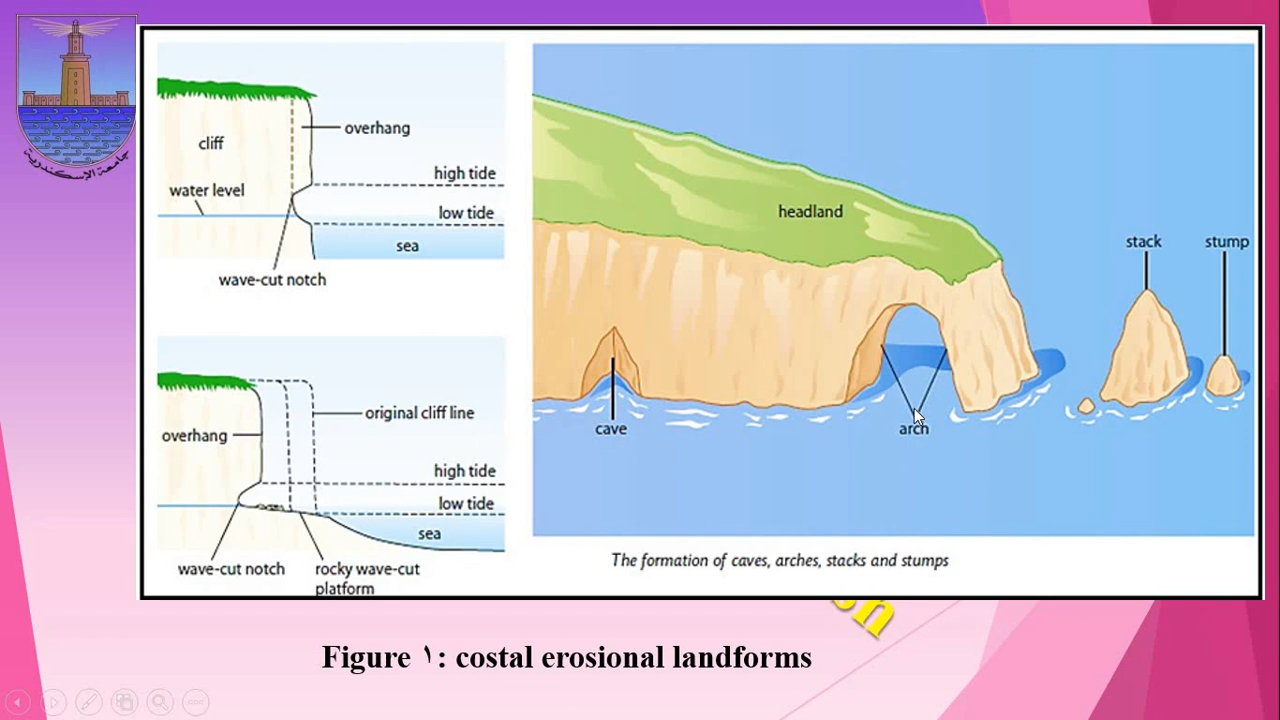 جامعة الإسكندرية
cliff
overhang
high tide
water level
low tide
sea
wave-cut notch
original cliff line
overhang
high tide
low tide
sea
wave-cut notch
rocky wave-cut
platform
headland
stack
stump
cave
arch
The formation of caves, arches, stacks and stumps
Figure ١: costal erosional landforms